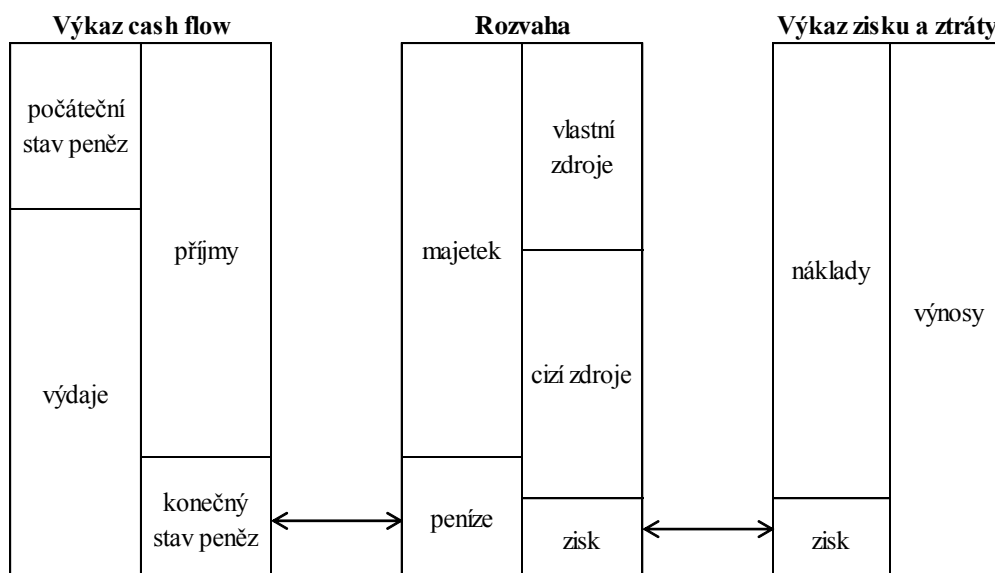 Výkaz cash flow
Rozvaha
Výkaz zisku a ztráty
počáteční
stav peněz
výdaje
příjmy
konečný
stav peněz
majetek
peníze
vlastní
zdroje
cizí zdroje
zisk
náklady
zisk
výnosy